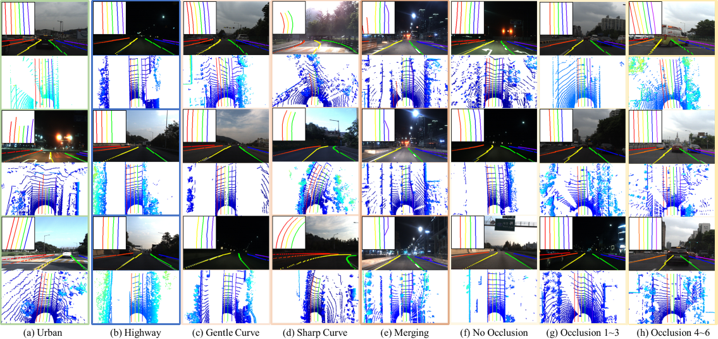 (a) Urban
(b) Highway
(c) Gentle Curve
(d) Sharp Curve
(e) Merging
(f) No Occlusion
(g) Occlusion 1~3
(h) Occlusion 4~6